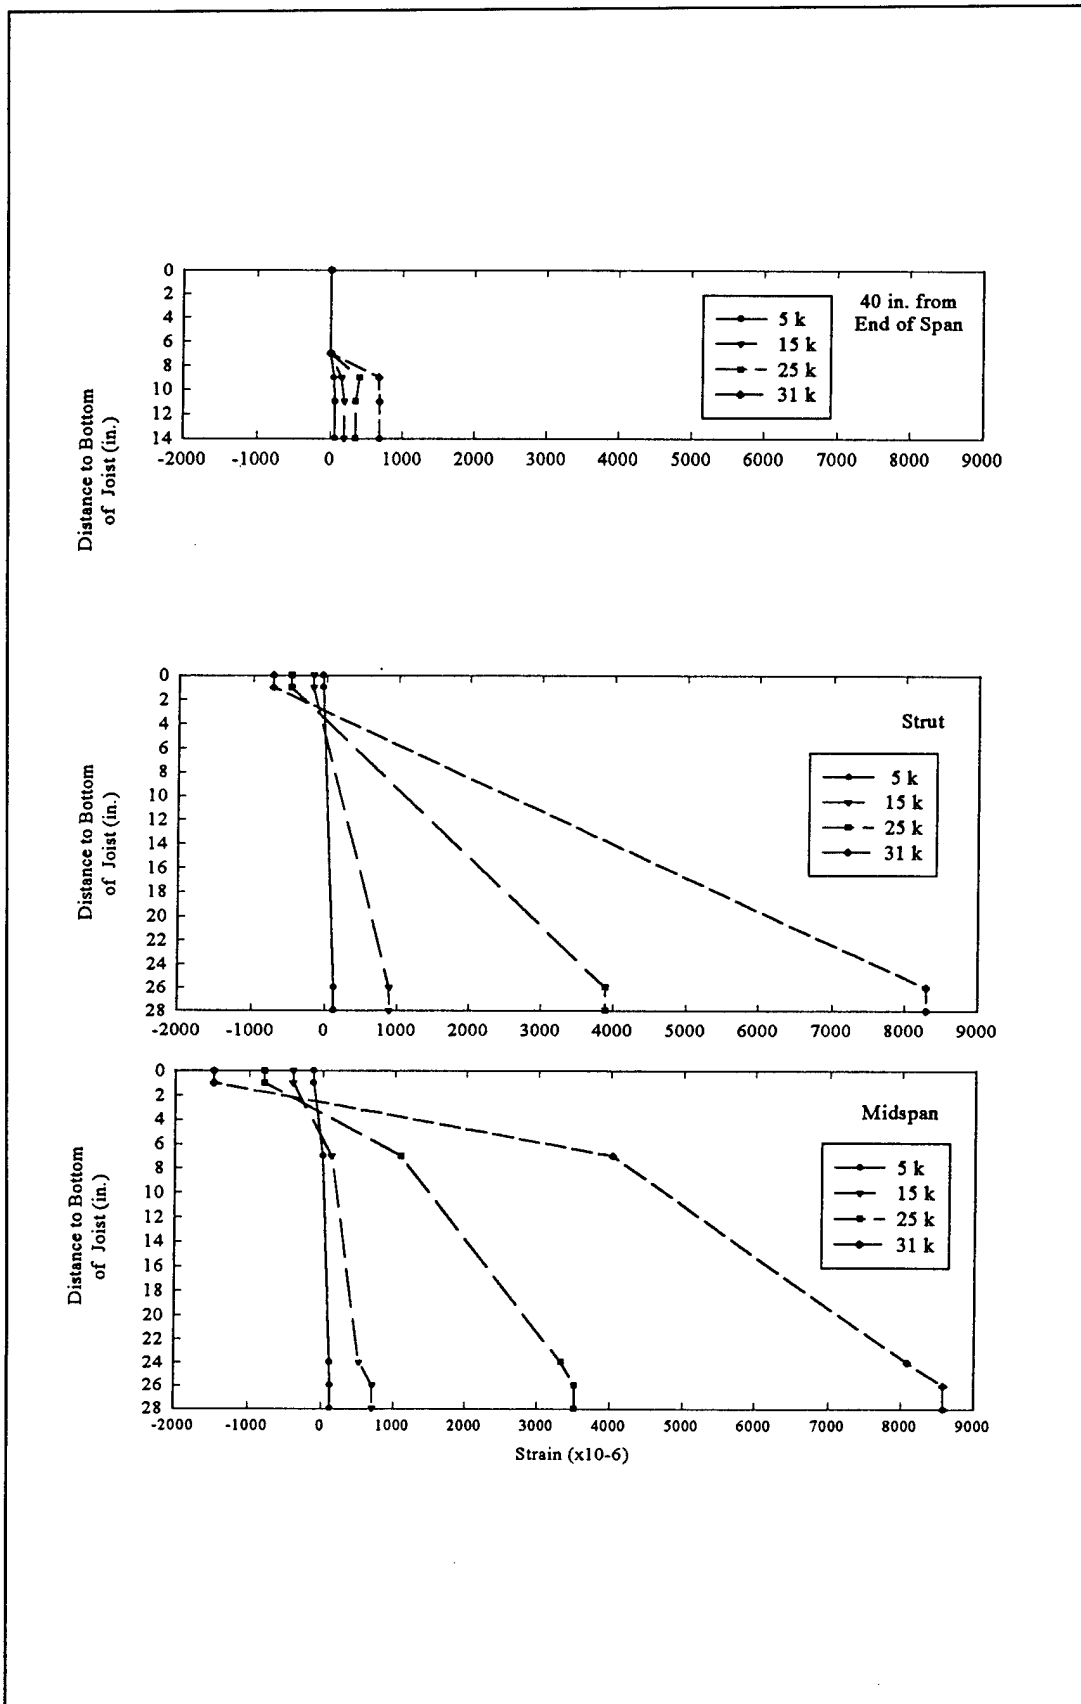 0
2
4
6
8
10
12
14
-2000 -1000 0 1000 2000 3000 4000 5000 6000 7000 8000 9000
Distance to Bottom
of Joist (in.)
40 in. from
End of Span
5 k
15 k
25 k
31 k
0
2
4
6
8
10
12
14
16
18
20
22
24
26
28
-2000 -1000 0 1000 2000 3000 4000 5000 6000 7000 8000 9000
Distance to Bottom
of Joist (in.)
Strut
5 k
15 k
25 k
31 k
0
2
4
6
8
10
12
14
16
18
20
22
24
26
28
-2000 -1000 0 1000 2000 3000 4000 5000 6000 7000 8000 9000
Distance to Bottom
of Joist (in.)
Midspan
5 k
15 k
25 k
31 k
Strain (x10-6)